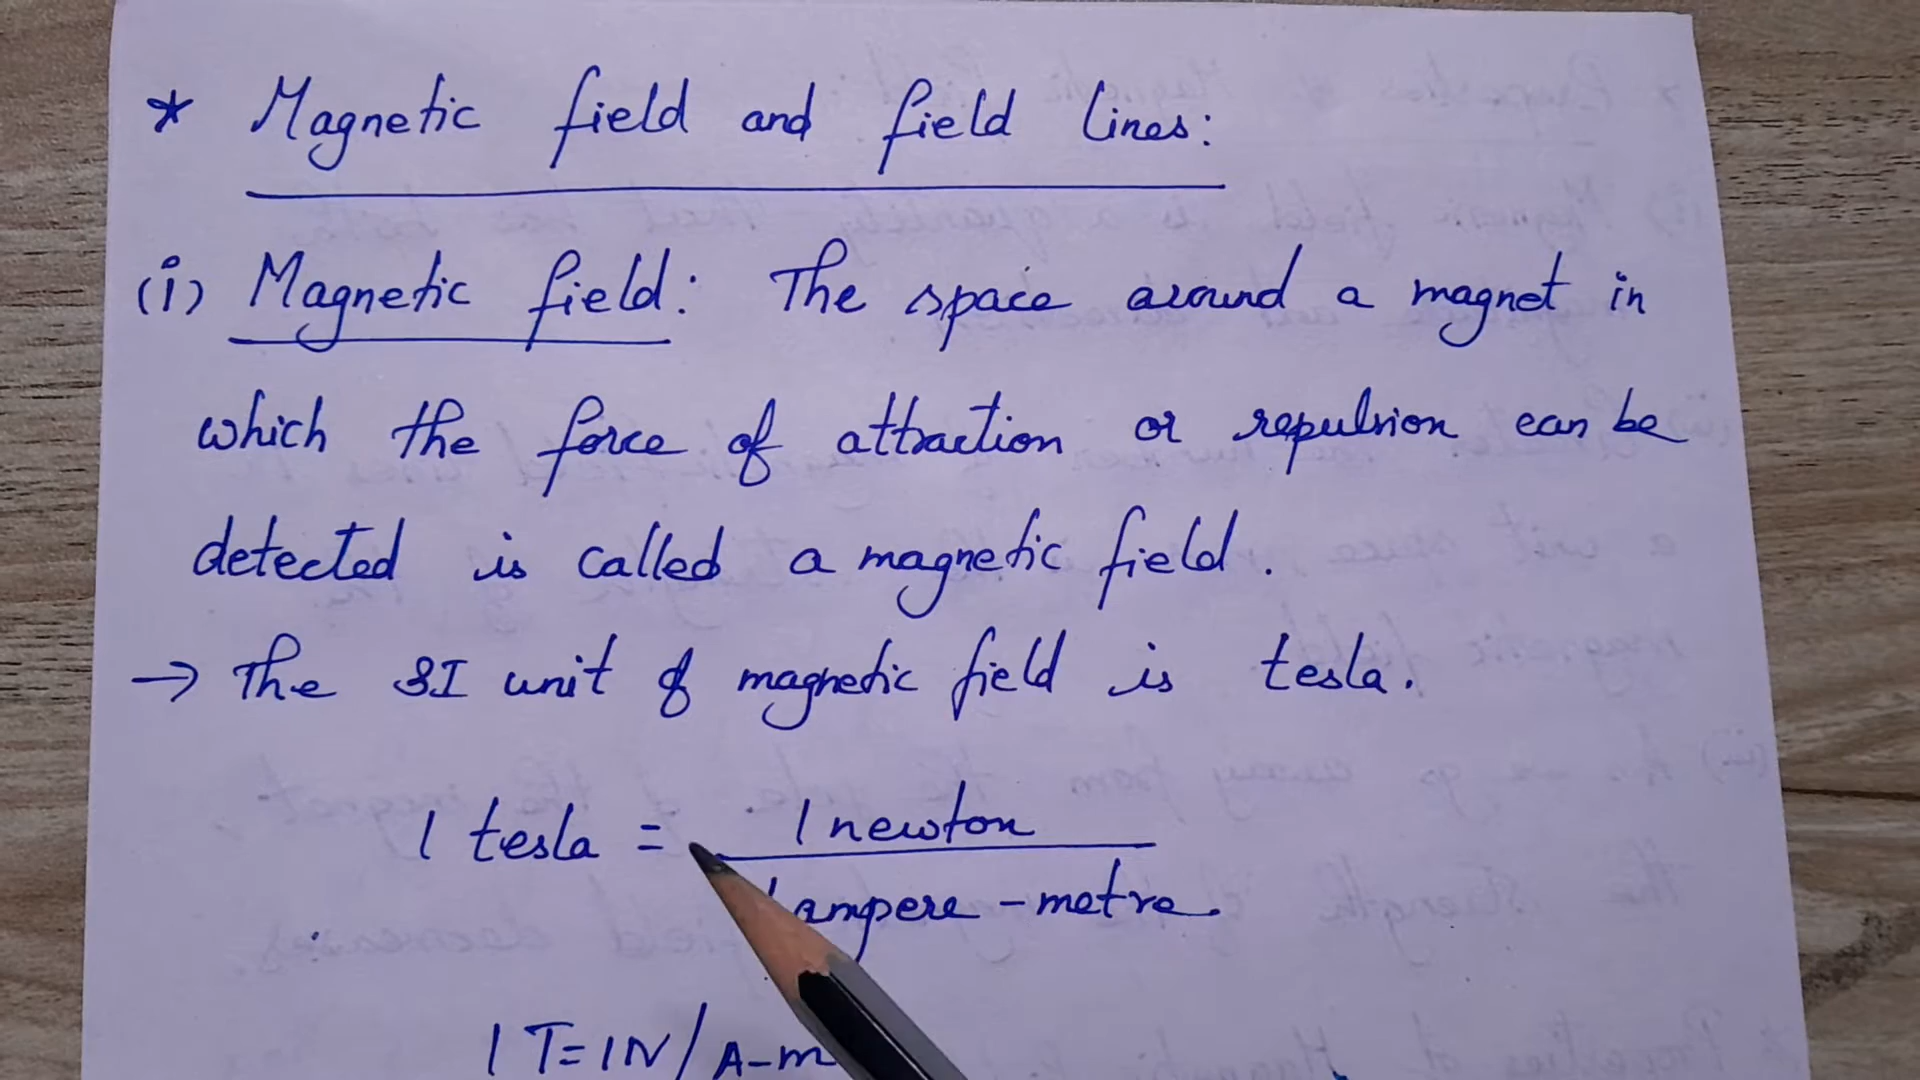 * Magnetic field and field lines:
(i) Magnetic field: The space around a magnet in
which the force of attraction or repulsion can be
detected is called a magnetic field.
→ The SI unit of magnetic field is tesla.
1 tesla = 1 newton
1 ampere - metre.
1 T = 1N/A-m